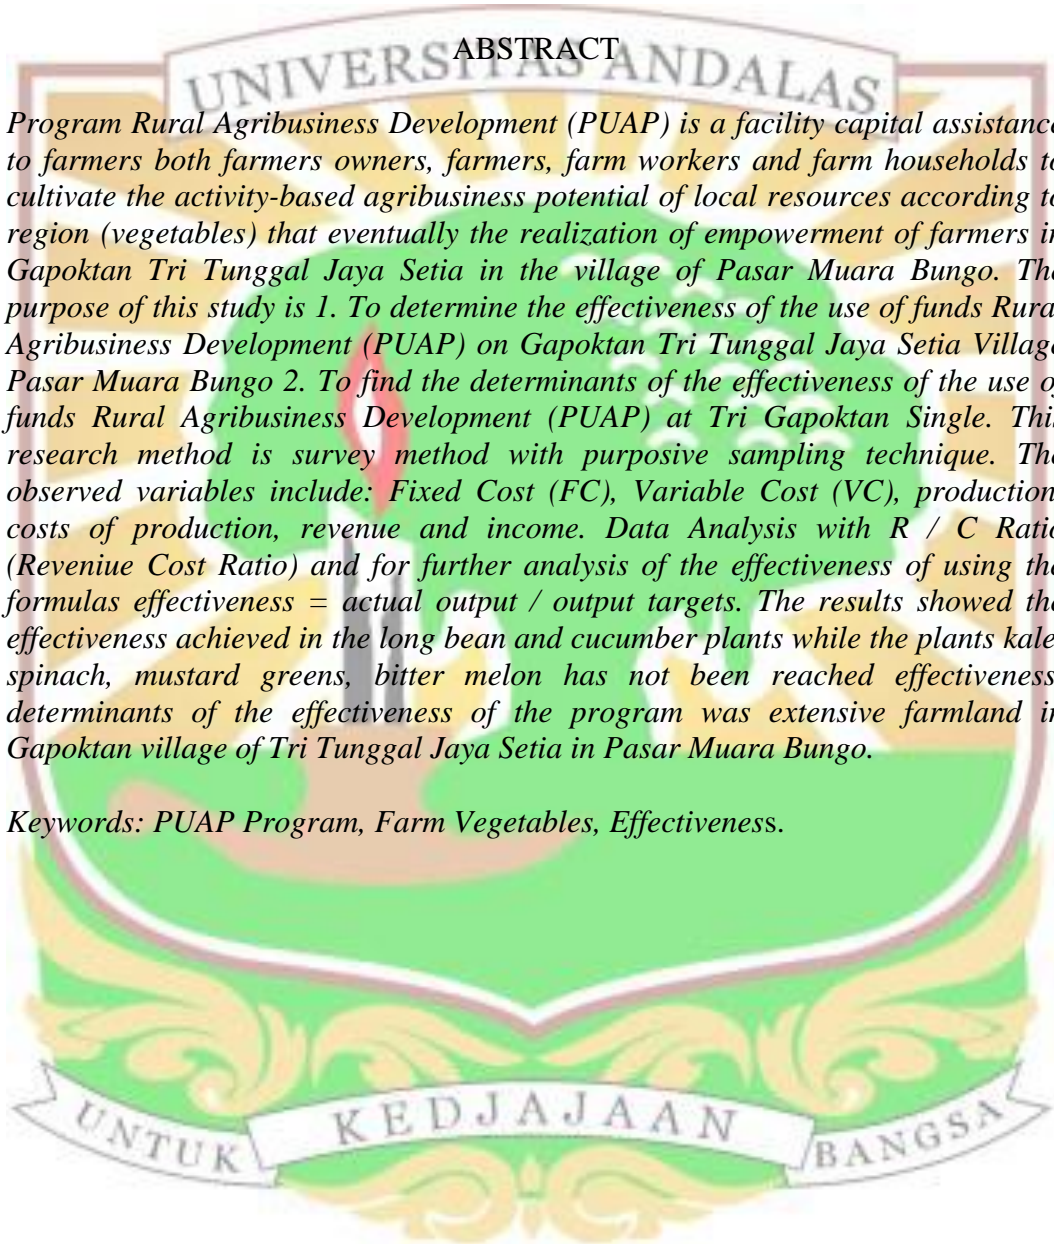 ABSTRACT
UNIVERSITAS ANDALAS
Program Rural Agribusiness Development (PUAP) is a facility capital assistance
to farmers both farmers owners, farmers, farm workers and farm households to
cultivate the activity-based agribusiness potential of local resources according to
region (vegetables) that eventually the realization of empowerment of farmers in
Gapoktan Tri Tunggal Jaya Setia in the village of Pasar Muara Bungo. The
purpose of this study is 1. To determine the effectiveness of the use of funds Rural
Agribusiness Development (PUAP) on Gapoktan Tri Tunggal Jaya Setia Village
Pasar Muara Bungo 2. To find the determinants of the effectiveness of the use of
funds Rural Agribusiness Development (PUAP) at Tri Gapoktan Single. This
research method is survey method with purposive sampling technique. The
observed variables include: Fixed Cost (FC), Variable Cost (VC), production,
costs of production, revenue and income. Data Analysis with R / C Ratio
(Reveniue Cost Ratio) and for further analysis of the effectiveness of using the
formulas effectiveness = actual output / output targets. The results showed the
effectiveness achieved in the long bean and cucumber plants while the plants kale,
spinach, mustard greens, bitter melon has not been reached effectiveness.
determinants of the effectiveness of the program was extensive farmland in
Gapoktan village of Tri Tunggal Jaya Setia in Pasar Muara Bungo.
Keywords: PUAP Program, Farm Vegetables, Effectiveness.
UNTUK KEDJAJAAN BANGSA